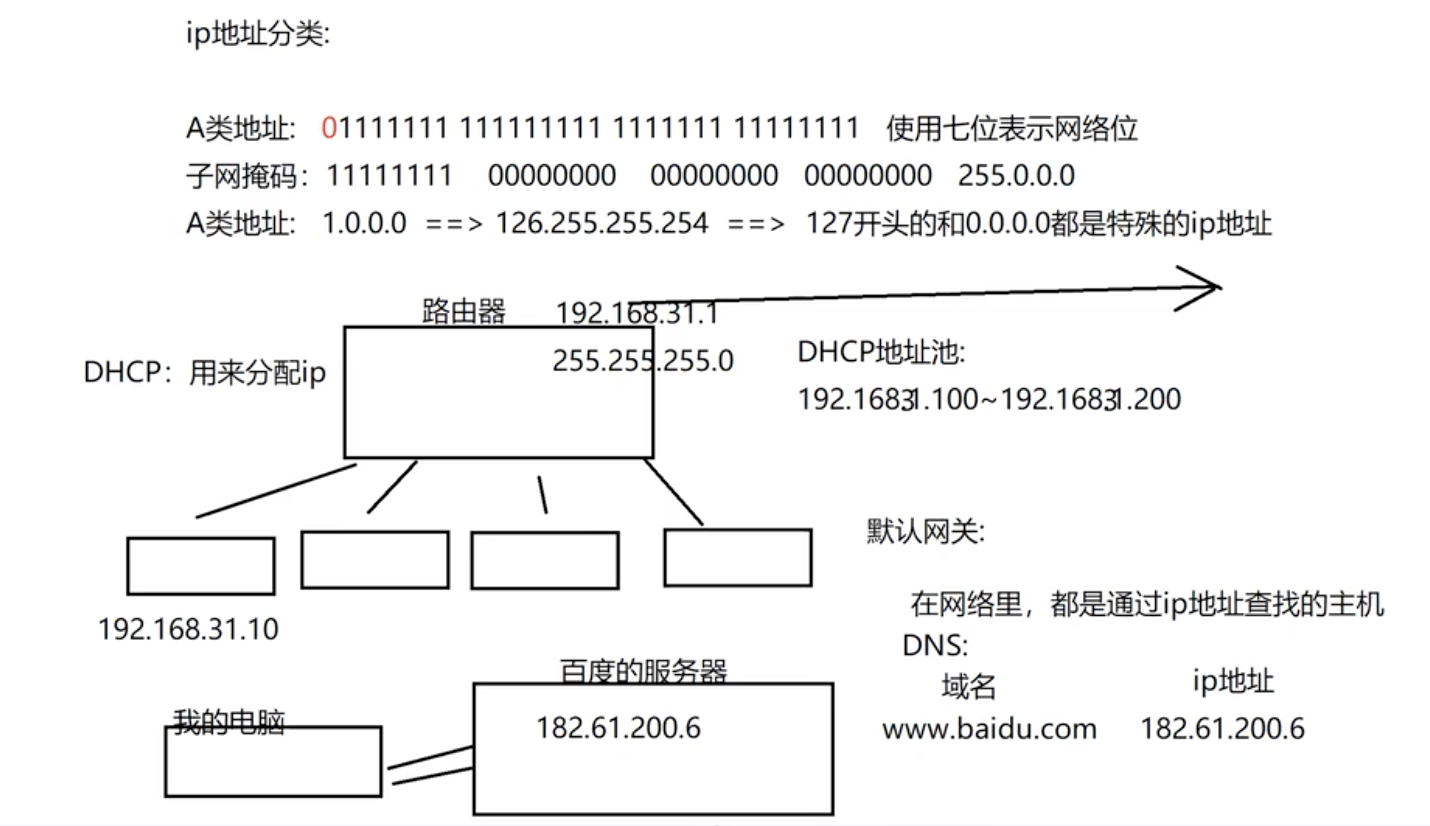 ip地址分类:
A类地址: 01111111 111111111 1111111 11111111 使用七位表示网络位
子网掩码: 11111111 00000000 00000000 00000000 255.0.0.0
A类地址: 1.0.0.0 ==> 126.255.255.254 ==> 127开头的和0.0.0.0都是特殊的ip地址
路由器 192.168.31.1
255.255.255.0
DHCP: 用来分配ip
DHCP地址池:
192.16831.100~192.16831.200
默认网关:
192.168.31.10
在网络里，都是通过ip地址查找的主机
DNS:
域名 ip地址
www.baidu.com 182.61.200.6
百度的服务器
182.61.200.6
我的电脑